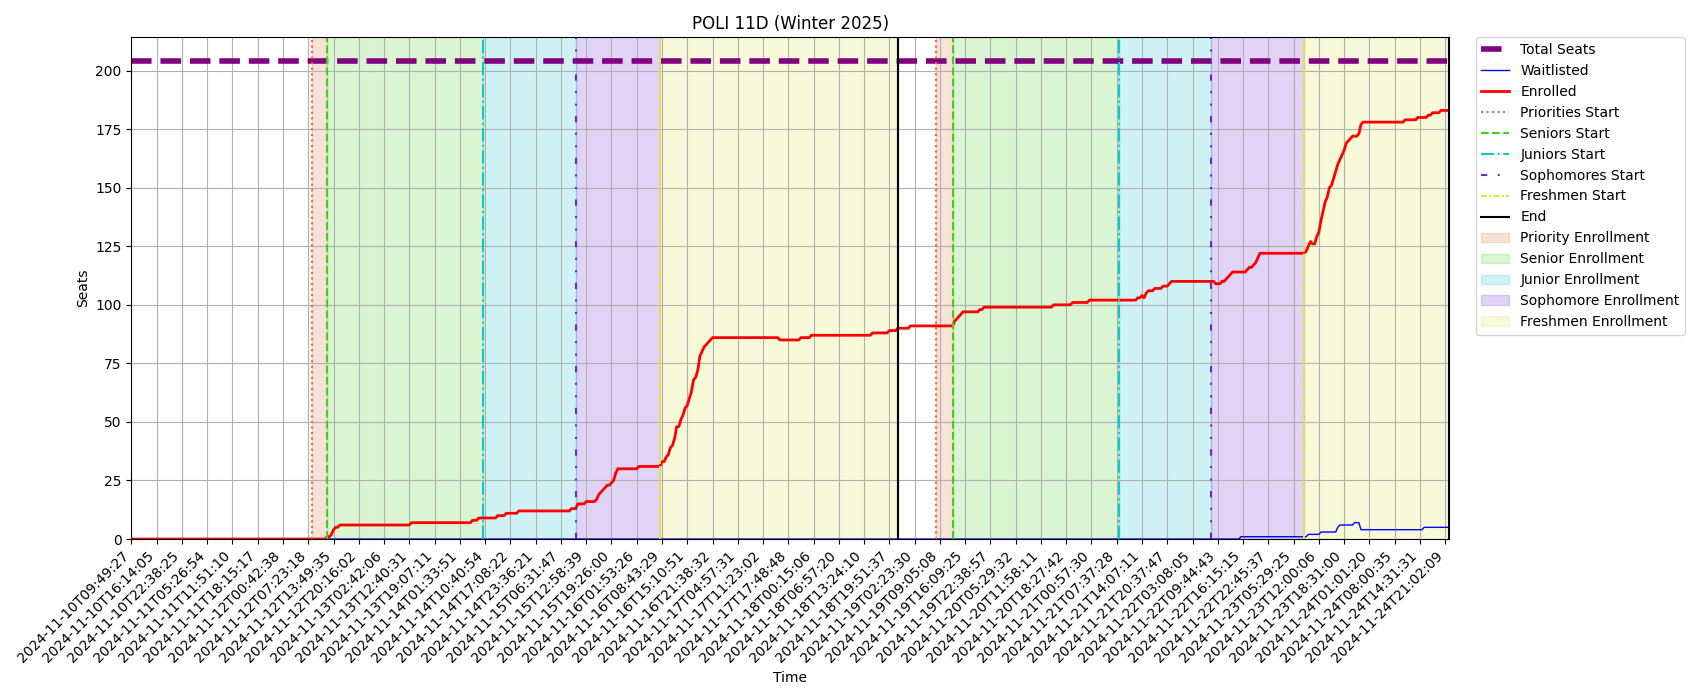 POLI 11D (Winter 2025)
Seats
200
175
150
125
100
75
50
25
0
2024-11-10T09:49:27
2024-11-10T16:14:05
2024-11-10T22:38:25
2024-11-11T05:26:54
2024-11-11T11:51:10
2024-11-11T18:15:17
2024-11-12T00:42:38
2024-11-12T07:23:18
2024-11-12T13:49:35
2024-11-12T20:16:02
2024-11-13T02:42:06
2024-11-13T12:40:31
2024-11-13T19:07:11
2024-11-14T01:33:51
2024-11-14T10:40:54
2024-11-14T17:08:22
2024-11-14T23:36:21
2024-11-15T06:31:47
2024-11-15T12:58:39
2024-11-15T19:26:00
2024-11-16T01:53:26
2024-11-16T08:43:29
2024-11-16T15:10:51
2024-11-16T21:38:32
2024-11-17T04:57:31
2024-11-17T11:23:02
2024-11-17T17:48:48
2024-11-18T00:15:06
2024-11-18T06:57:20
2024-11-18T13:24:10
2024-11-18T19:51:37
2024-11-19T02:23:30
2024-11-19T09:05:08
2024-11-19T16:09:25
2024-11-19T22:38:57
2024-11-20T05:29:32
2024-11-20T11:58:11
2024-11-20T18:27:42
2024-11-21T00:57:30
2024-11-21T07:37:28
2024-11-21T14:07:11
2024-11-21T20:37:47
2024-11-22T03:08:05
2024-11-22T09:44:43
2024-11-22T16:15:15
2024-11-22T22:45:37
2024-11-23T05:29:25
2024-11-23T12:00:06
2024-11-23T18:31:00
2024-11-24T01:01:20
2024-11-24T08:00:35
2024-11-24T14:31:31
2024-11-24T21:02:09
Time
Total Seats
Waitlisted
Enrolled
Priorities Start
Seniors Start
Juniors Start
Sophomores Start
Freshmen Start
End
Priority Enrollment
Senior Enrollment
Junior Enrollment
Sophomore Enrollment
Freshmen Enrollment